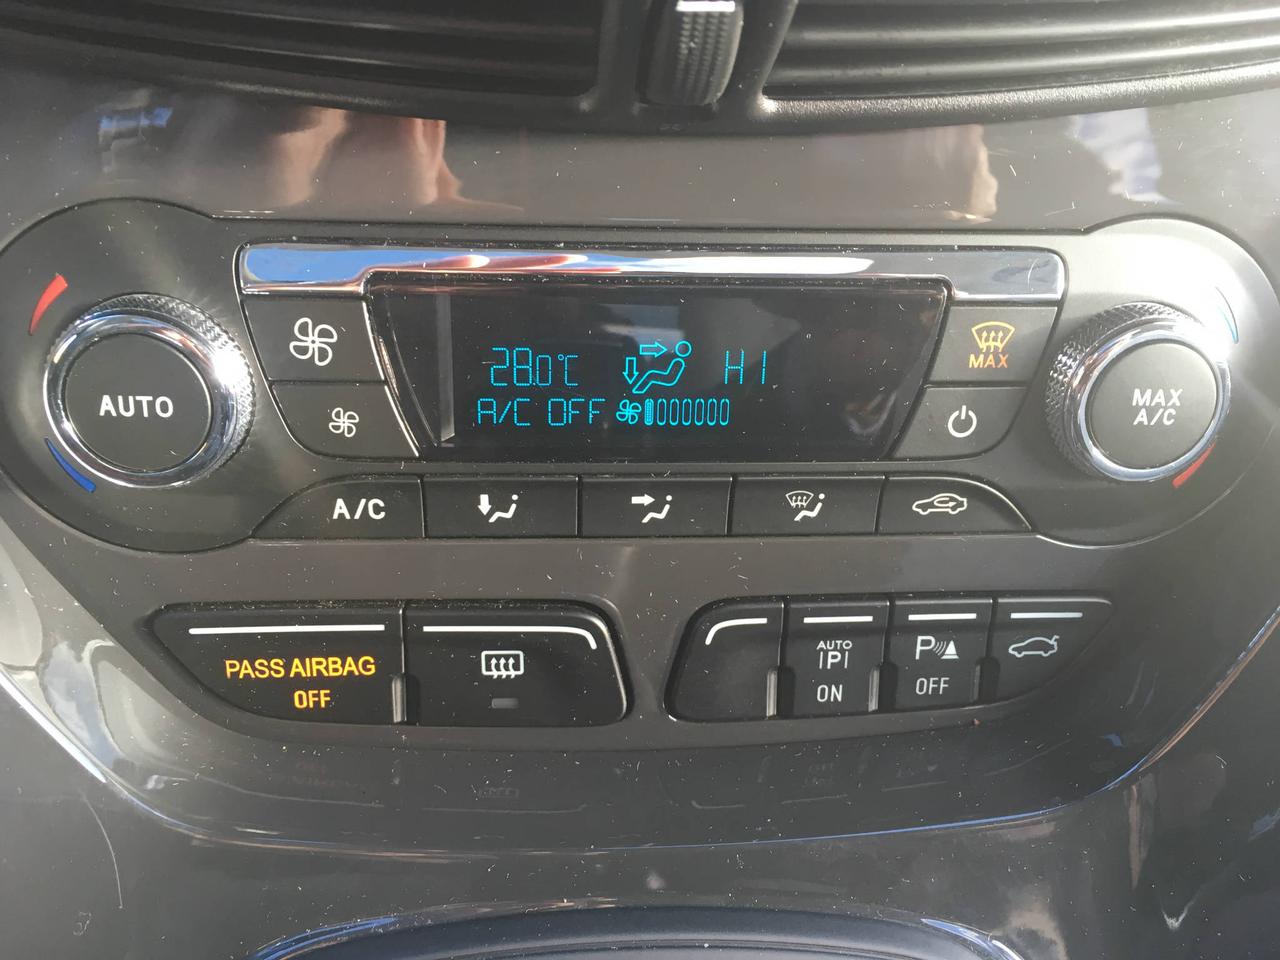 28.0°C HI
A/C OFF
AUTO
MAX
MAX
A/C
A/C
PASS AIRBAG
OFF
AUTO
P
ON
P
OFF